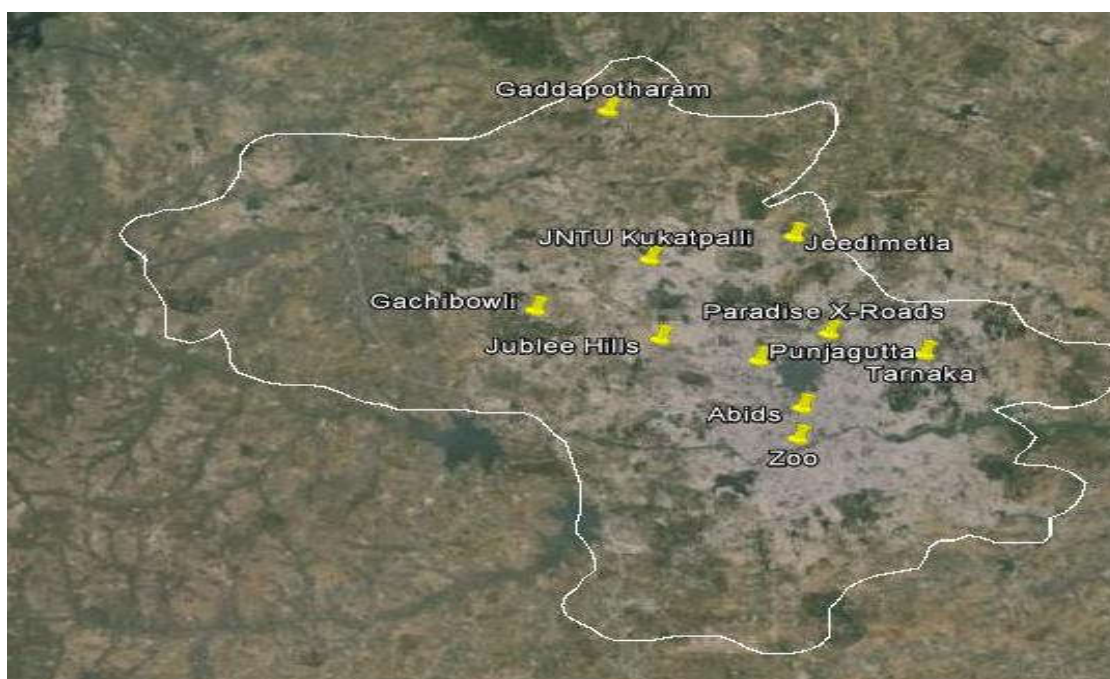 Gaddapotharam
JNTU Kukatpalli
Jeedimetla
Gachibowli
Paradise X-Roads
Jublee Hills
Punjagutta
Tarnaka
Abids
Zoo